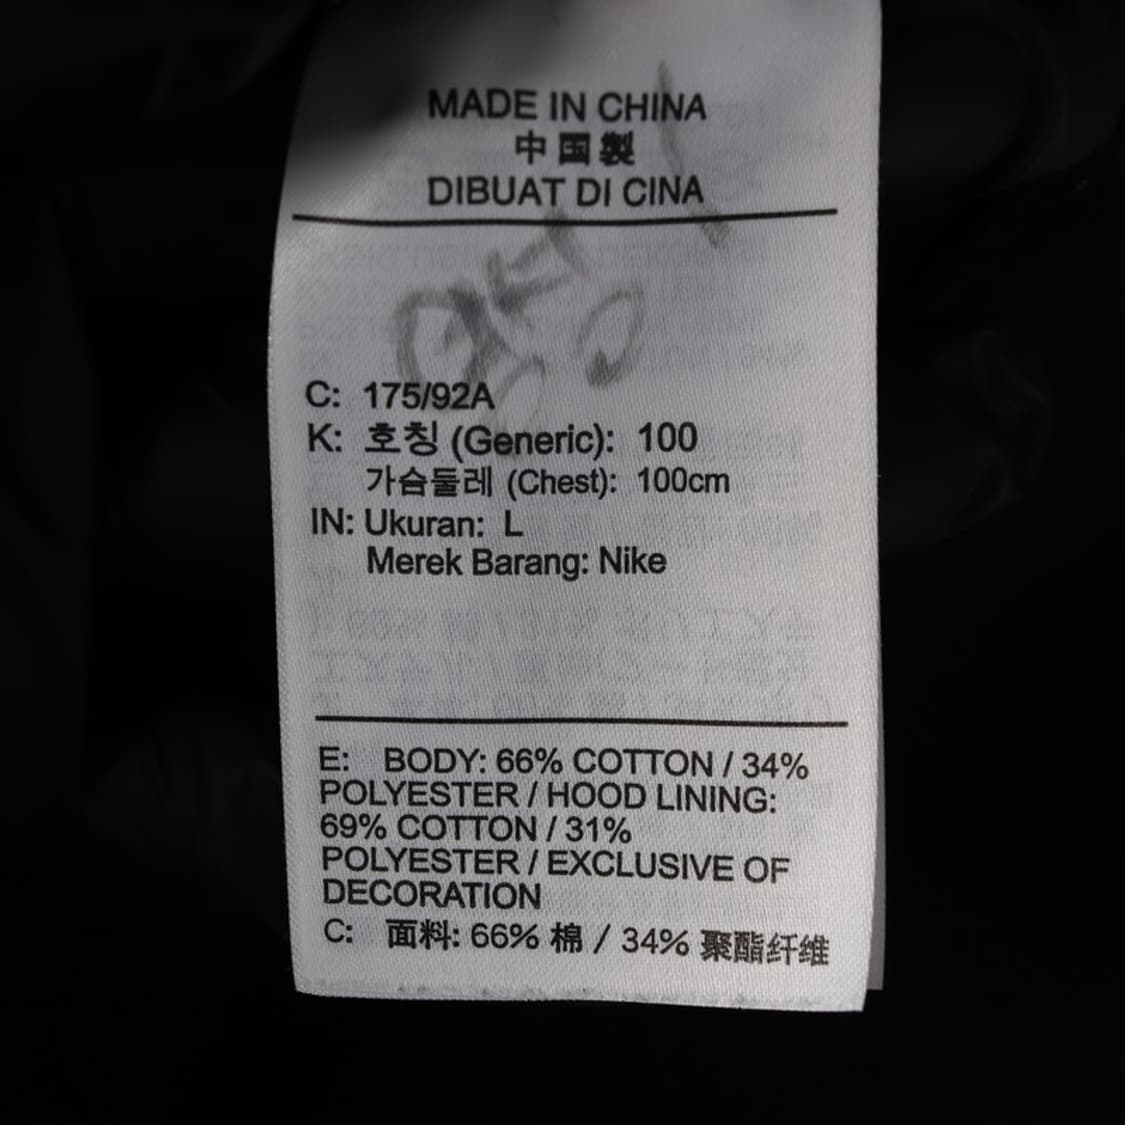 MADE IN CHINA
中国製
DIBUAT DI CINA
C: 175/92A
K: 호칭 (Generic): 100
가슴둘레 (Chest): 100cm
IN: Ukuran: L
Merek Barang: Nike
E: BODY: 66% COTTON / 34%
POLYESTER / HOOD LINING:
69% COTTON / 31%
POLYESTER / EXCLUSIVE OF
DECORATION
C: 面料: 66% 棉 / 34% 聚酯纤维